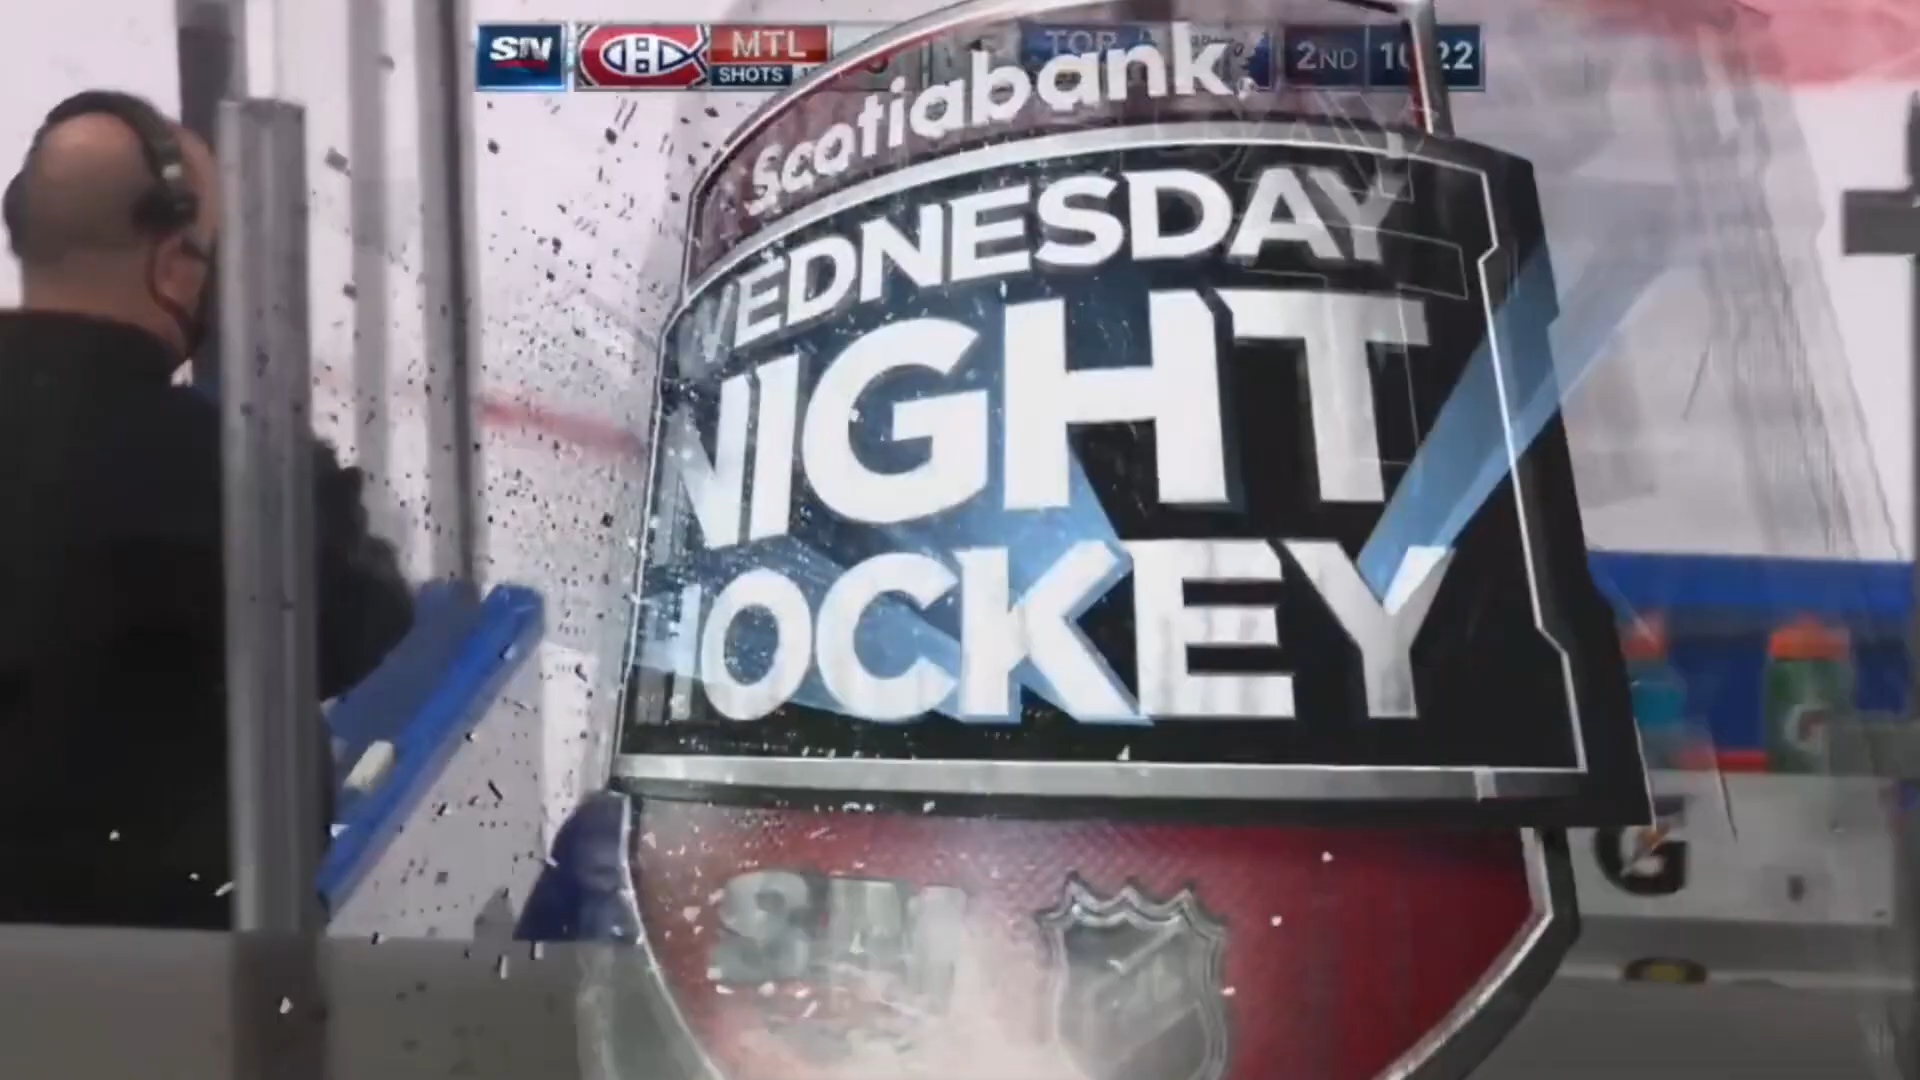 SN MTL TOR 2ND
SHOTS
Scotiabank
WEDNESDAY
NIGHT
HOCKEY
SN
G